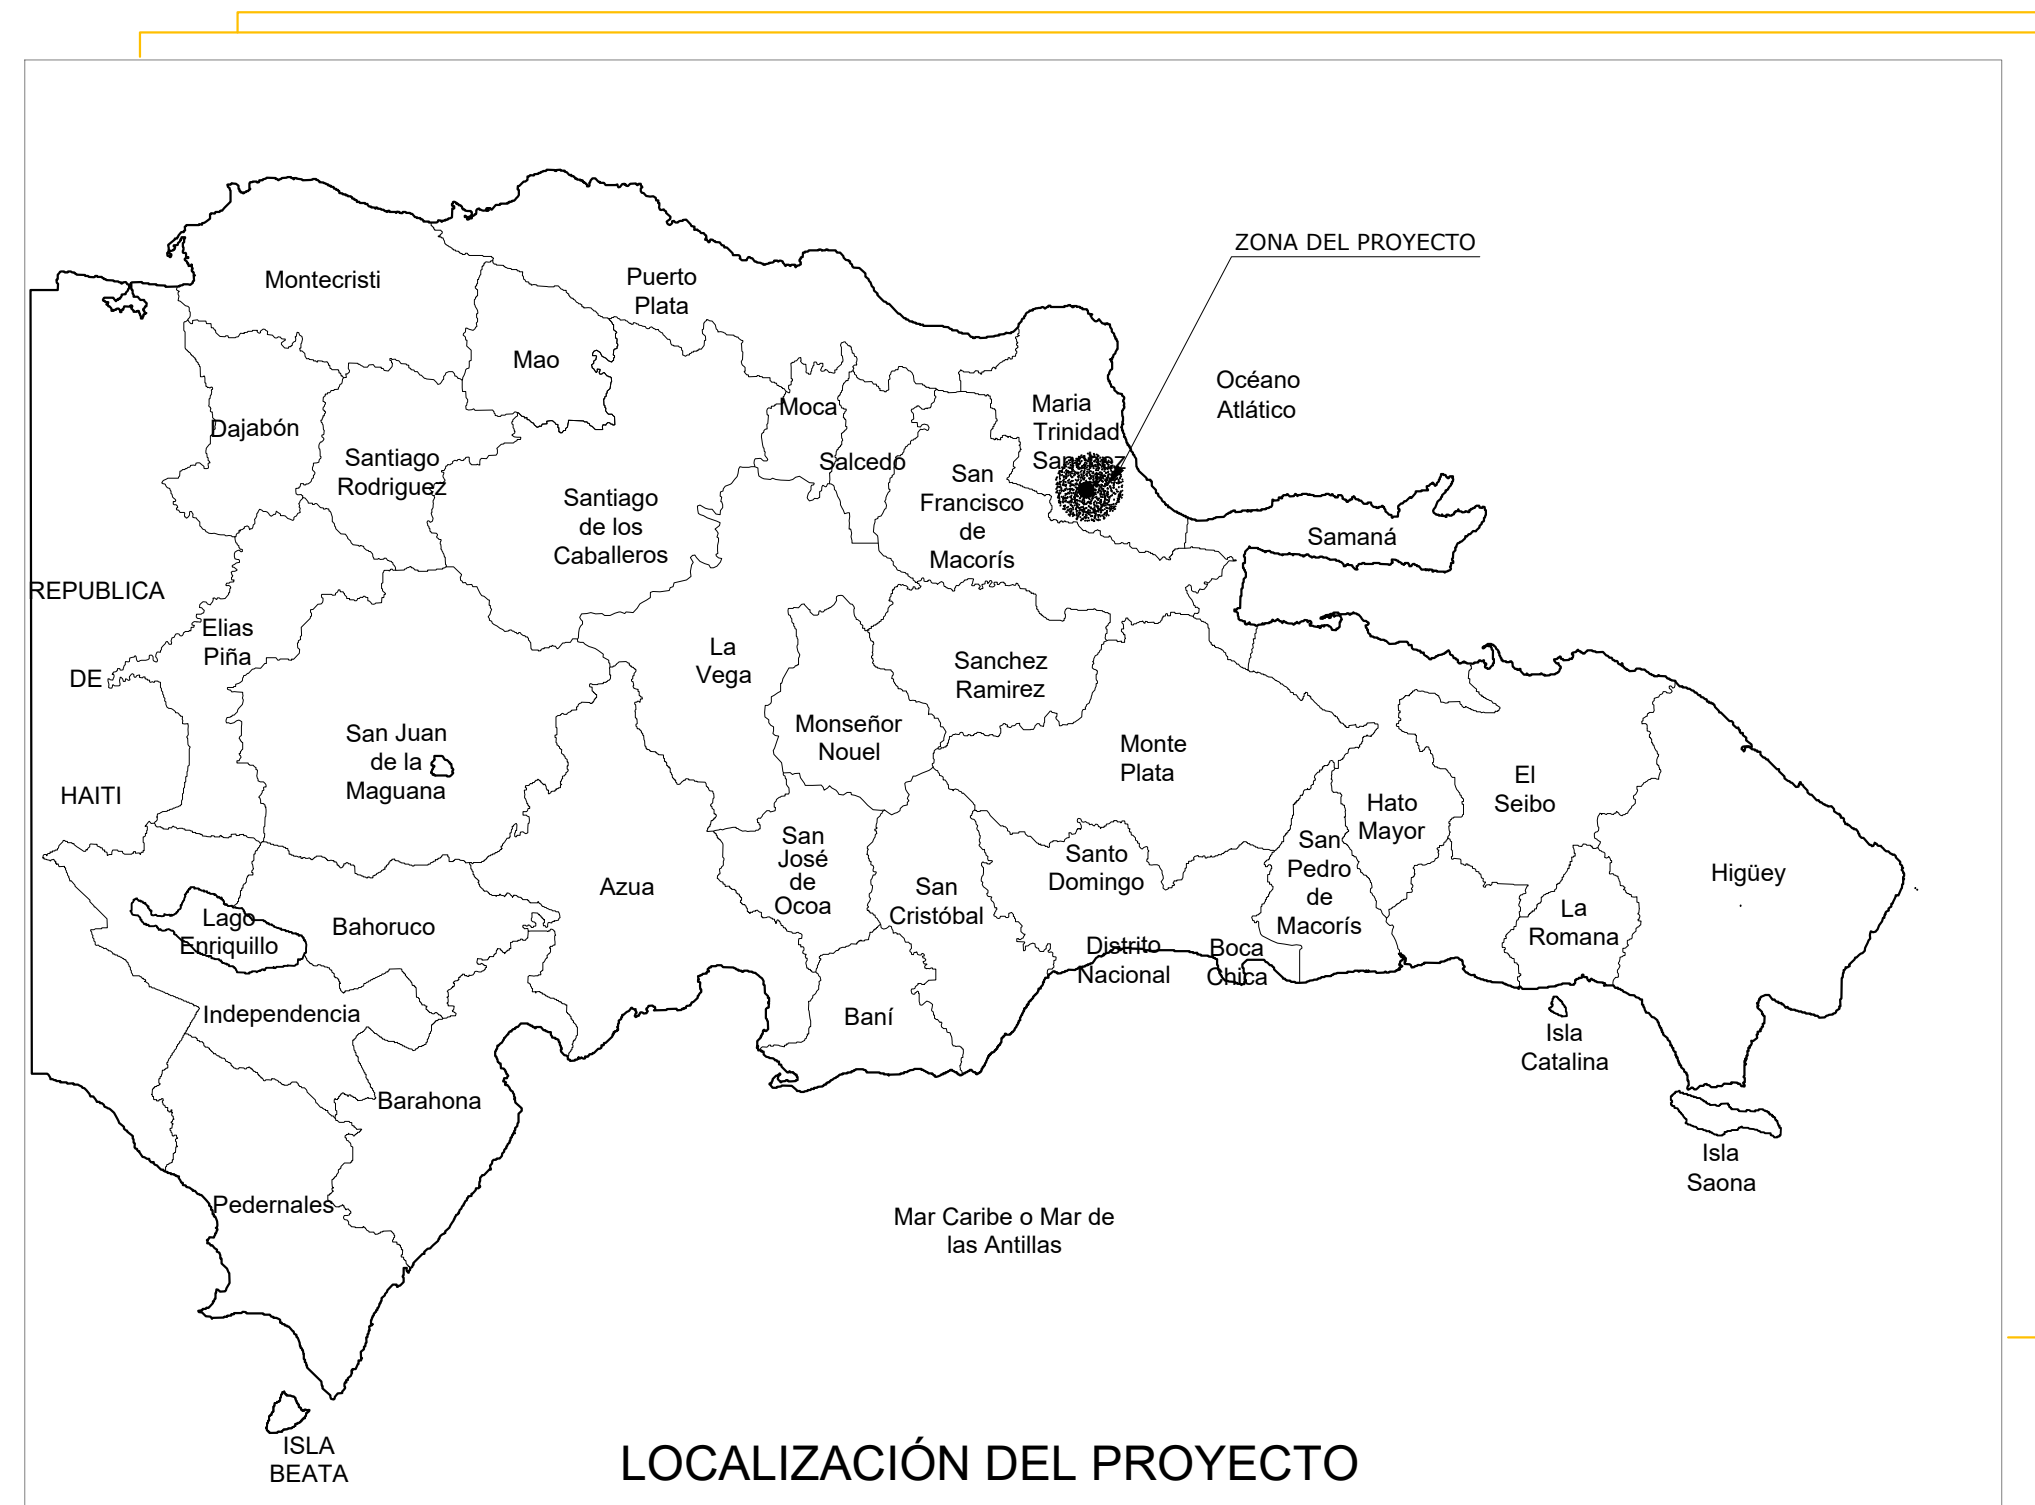 ZONA DEL PROYECTO
Montecristi
Puerto
Plata
Mao
Océano
Atlático
Dajabón
Moca
Maria
Trinidad
Sanchez
Santiago
Rodriguez
Salcedo
San
Francisco
de
Macorís
Santiago
de los
Caballeros
Samaná
REPUBLICA
DE
HAITI
Elias
Piña
La
Vega
Sanchez
Ramirez
San Juan
de la
Maguana
Monseñor
Nouel
Monte
Plata
El
Seibo
Hato
Mayor
San
José
de
Ocoa
Santo
Domingo
San
Pedro
de
Macorís
Higüey
Azua
San
Cristóbal
La
Romana
Lago
Enriquillo
Bahoruco
Distrito
Nacional
Boca
Chica
Independencia
Baní
Isla
Catalina
Barahona
Isla
Saona
Pedernales
Mar Caribe o Mar de
las Antillas
ISLA
BEATA
LOCALIZACIÓN DEL PROYECTO